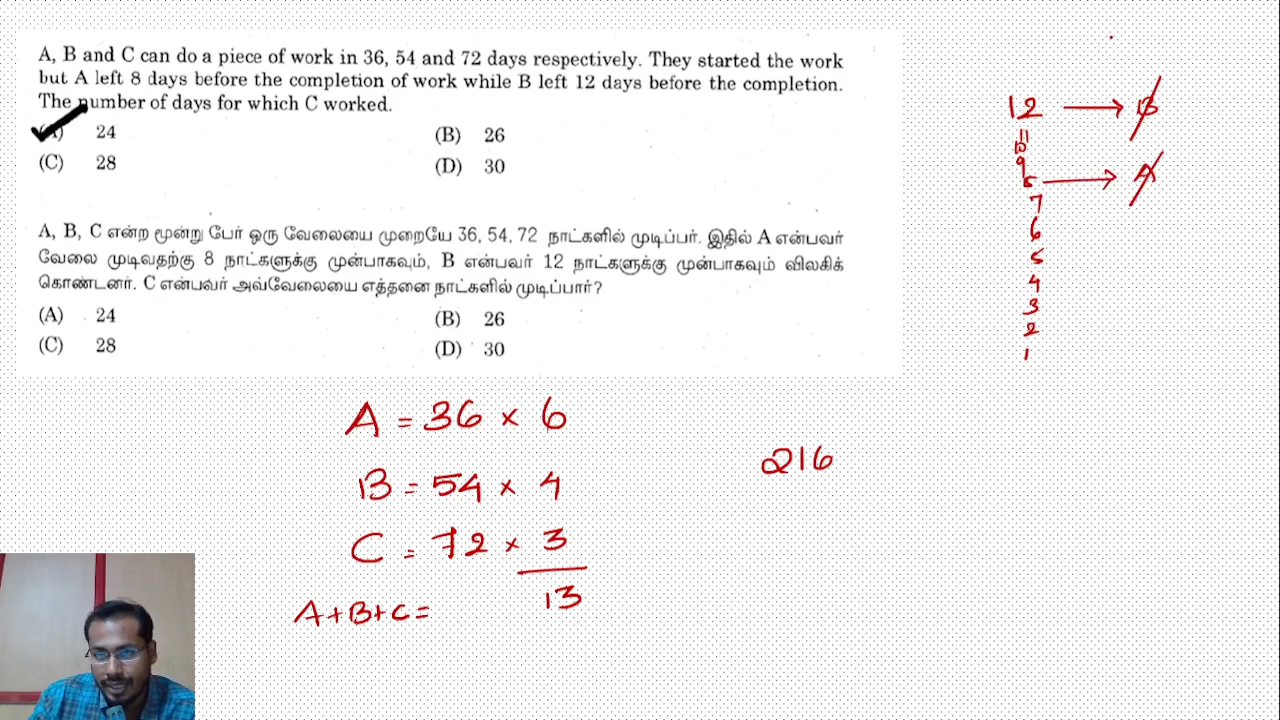 A, B and C can do a piece of work in 36, 54 and 72 days respectively. They started the work
but A left 8 days before the completion of work while B left 12 days before the completion.
The number of days for which C worked.
(A) 24 (B) 26
(C) 28 (D) 30
A, B, C என்ற மூன்று பேர் ஒரு வேலையை முறையே 36, 54, 72 நாட்களில் முடிப்பர். இதில் A என்பவர்
வேலை முடிவதற்கு 8 நாட்களுக்கு முன்பாகவும், B என்பவர் 12 நாட்களுக்கு முன்பாகவும் விலகிக்
கொண்டனர். C என்பவர் அவ்வேலையை எத்தனை நாட்களில் முடிப்பார்?
(A) 24 (B) 26
(C) 28 (D) 30
12 → B
11
10
9
8 → A
7
6
5
4
3
2
1
A = 36 × 6
B = 54 × 4
C = 72 × 3
216
13
A+B+C=